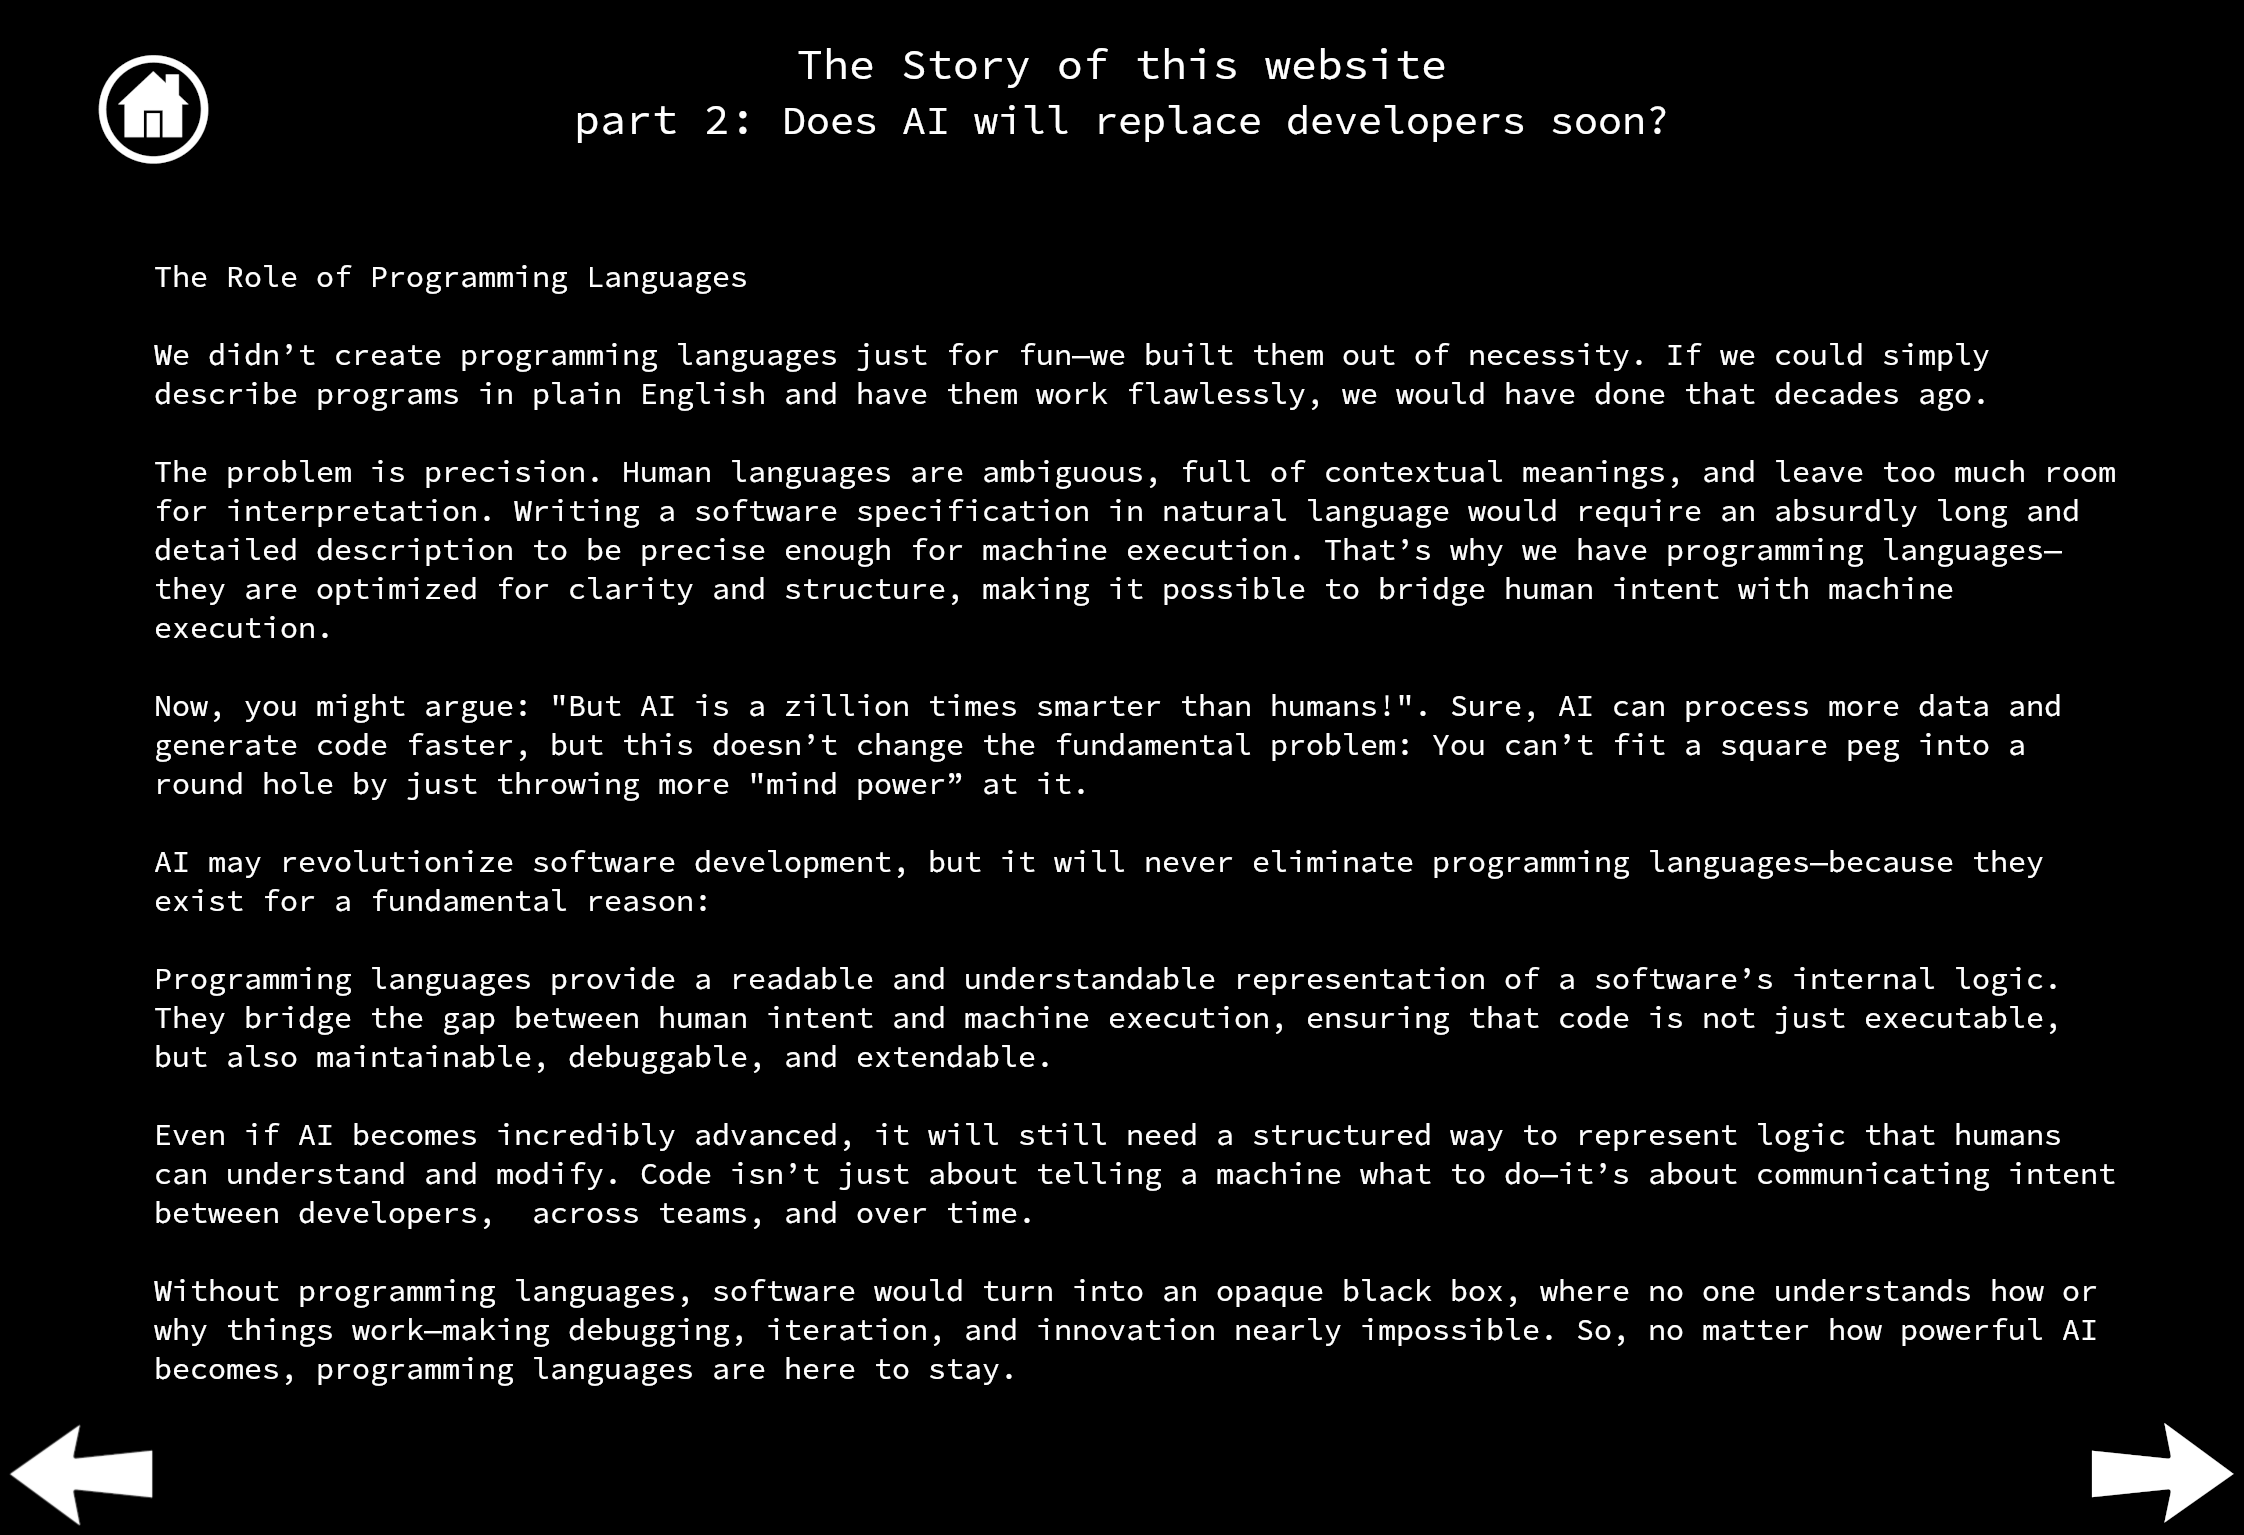 The Story of this website
part 2: Does AI will replace developers soon?
The Role of Programming Languages
We didn’t create programming languages just for fun—we built them out of necessity. If we could simply
describe programs in plain English and have them work flawlessly, we would have done that decades ago.
The problem is precision. Human languages are ambiguous, full of contextual meanings, and leave too much room
for interpretation. Writing a software specification in natural language would require an absurdly long and
detailed description to be precise enough for machine execution. That’s why we have programming languages—
they are optimized for clarity and structure, making it possible to bridge human intent with machine
execution.
Now, you might argue: "But AI is a zillion times smarter than humans!". Sure, AI can process more data and
generate code faster, but this doesn’t change the fundamental problem: You can’t fit a square peg into a
round hole by just throwing more "mind power” at it.
AI may revolutionize software development, but it will never eliminate programming languages—because they
exist for a fundamental reason:
Programming languages provide a readable and understandable representation of a software’s internal logic.
They bridge the gap between human intent and machine execution, ensuring that code is not just executable,
but also maintainable, debuggable, and extendable.
Even if AI becomes incredibly advanced, it will still need a structured way to represent logic that humans
can understand and modify. Code isn’t just about telling a machine what to do—it’s about communicating intent
between developers,  across teams, and over time.
Without programming languages, software would turn into an opaque black box, where no one understands how or
why things work—making debugging, iteration, and innovation nearly impossible. So, no matter how powerful AI
becomes, programming languages are here to stay.